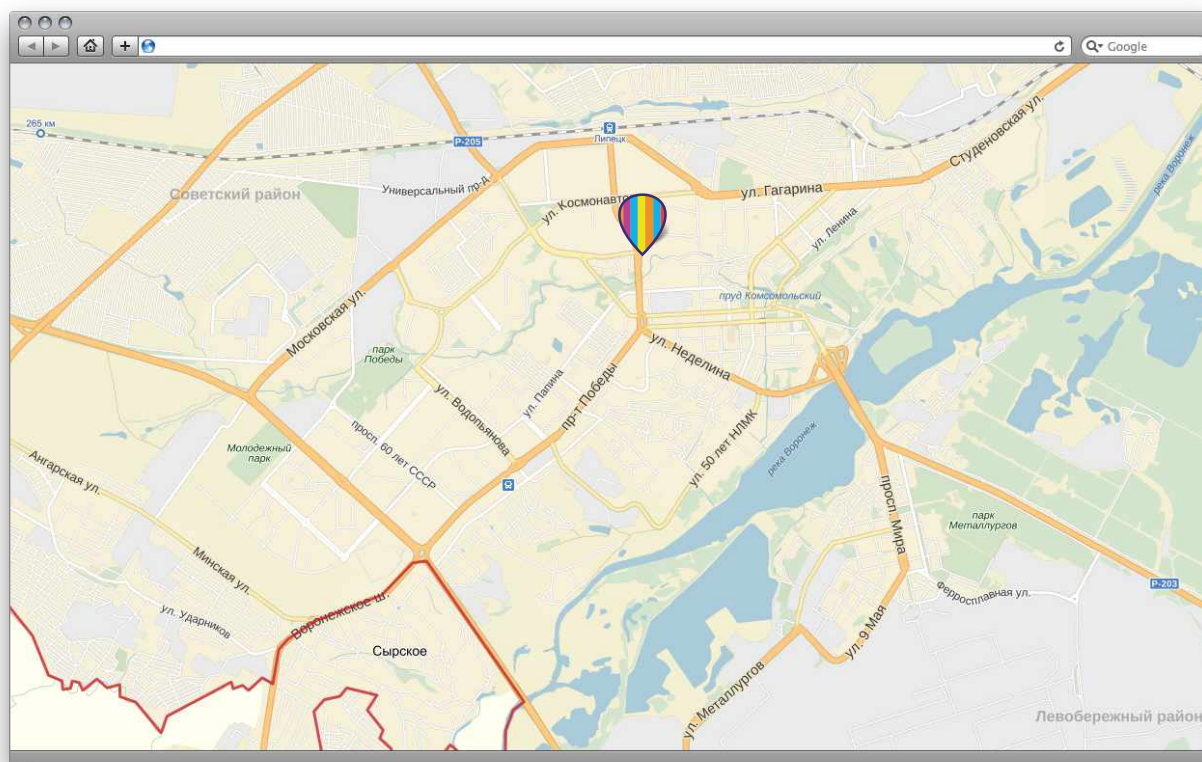 Google
Студеновская ул.
265 км
Р-205
Липецк
река Воронеж
Универсальный пр-д
ул. Гагарина
Советский район
ул. Космонавтов
ул. Ленина
пруд Комсомольский
Московская ул.
ул. Неделина
парк
Победы
ул. Папина
пр-т Победы
ул. Водопьянова
просп. 60 лет СССР
ул. 50 лет НЛМК
река Воронеж
Молодежный
парк
Ангарская ул.
просп. Мира
парк
Металлургов
Минская ул.
Р-203
Ферросплавная ул.
ул. Ударников
Воронежское ш.
ул. 9 Мая
Сырское
ул. Металлургов
Левобережный район